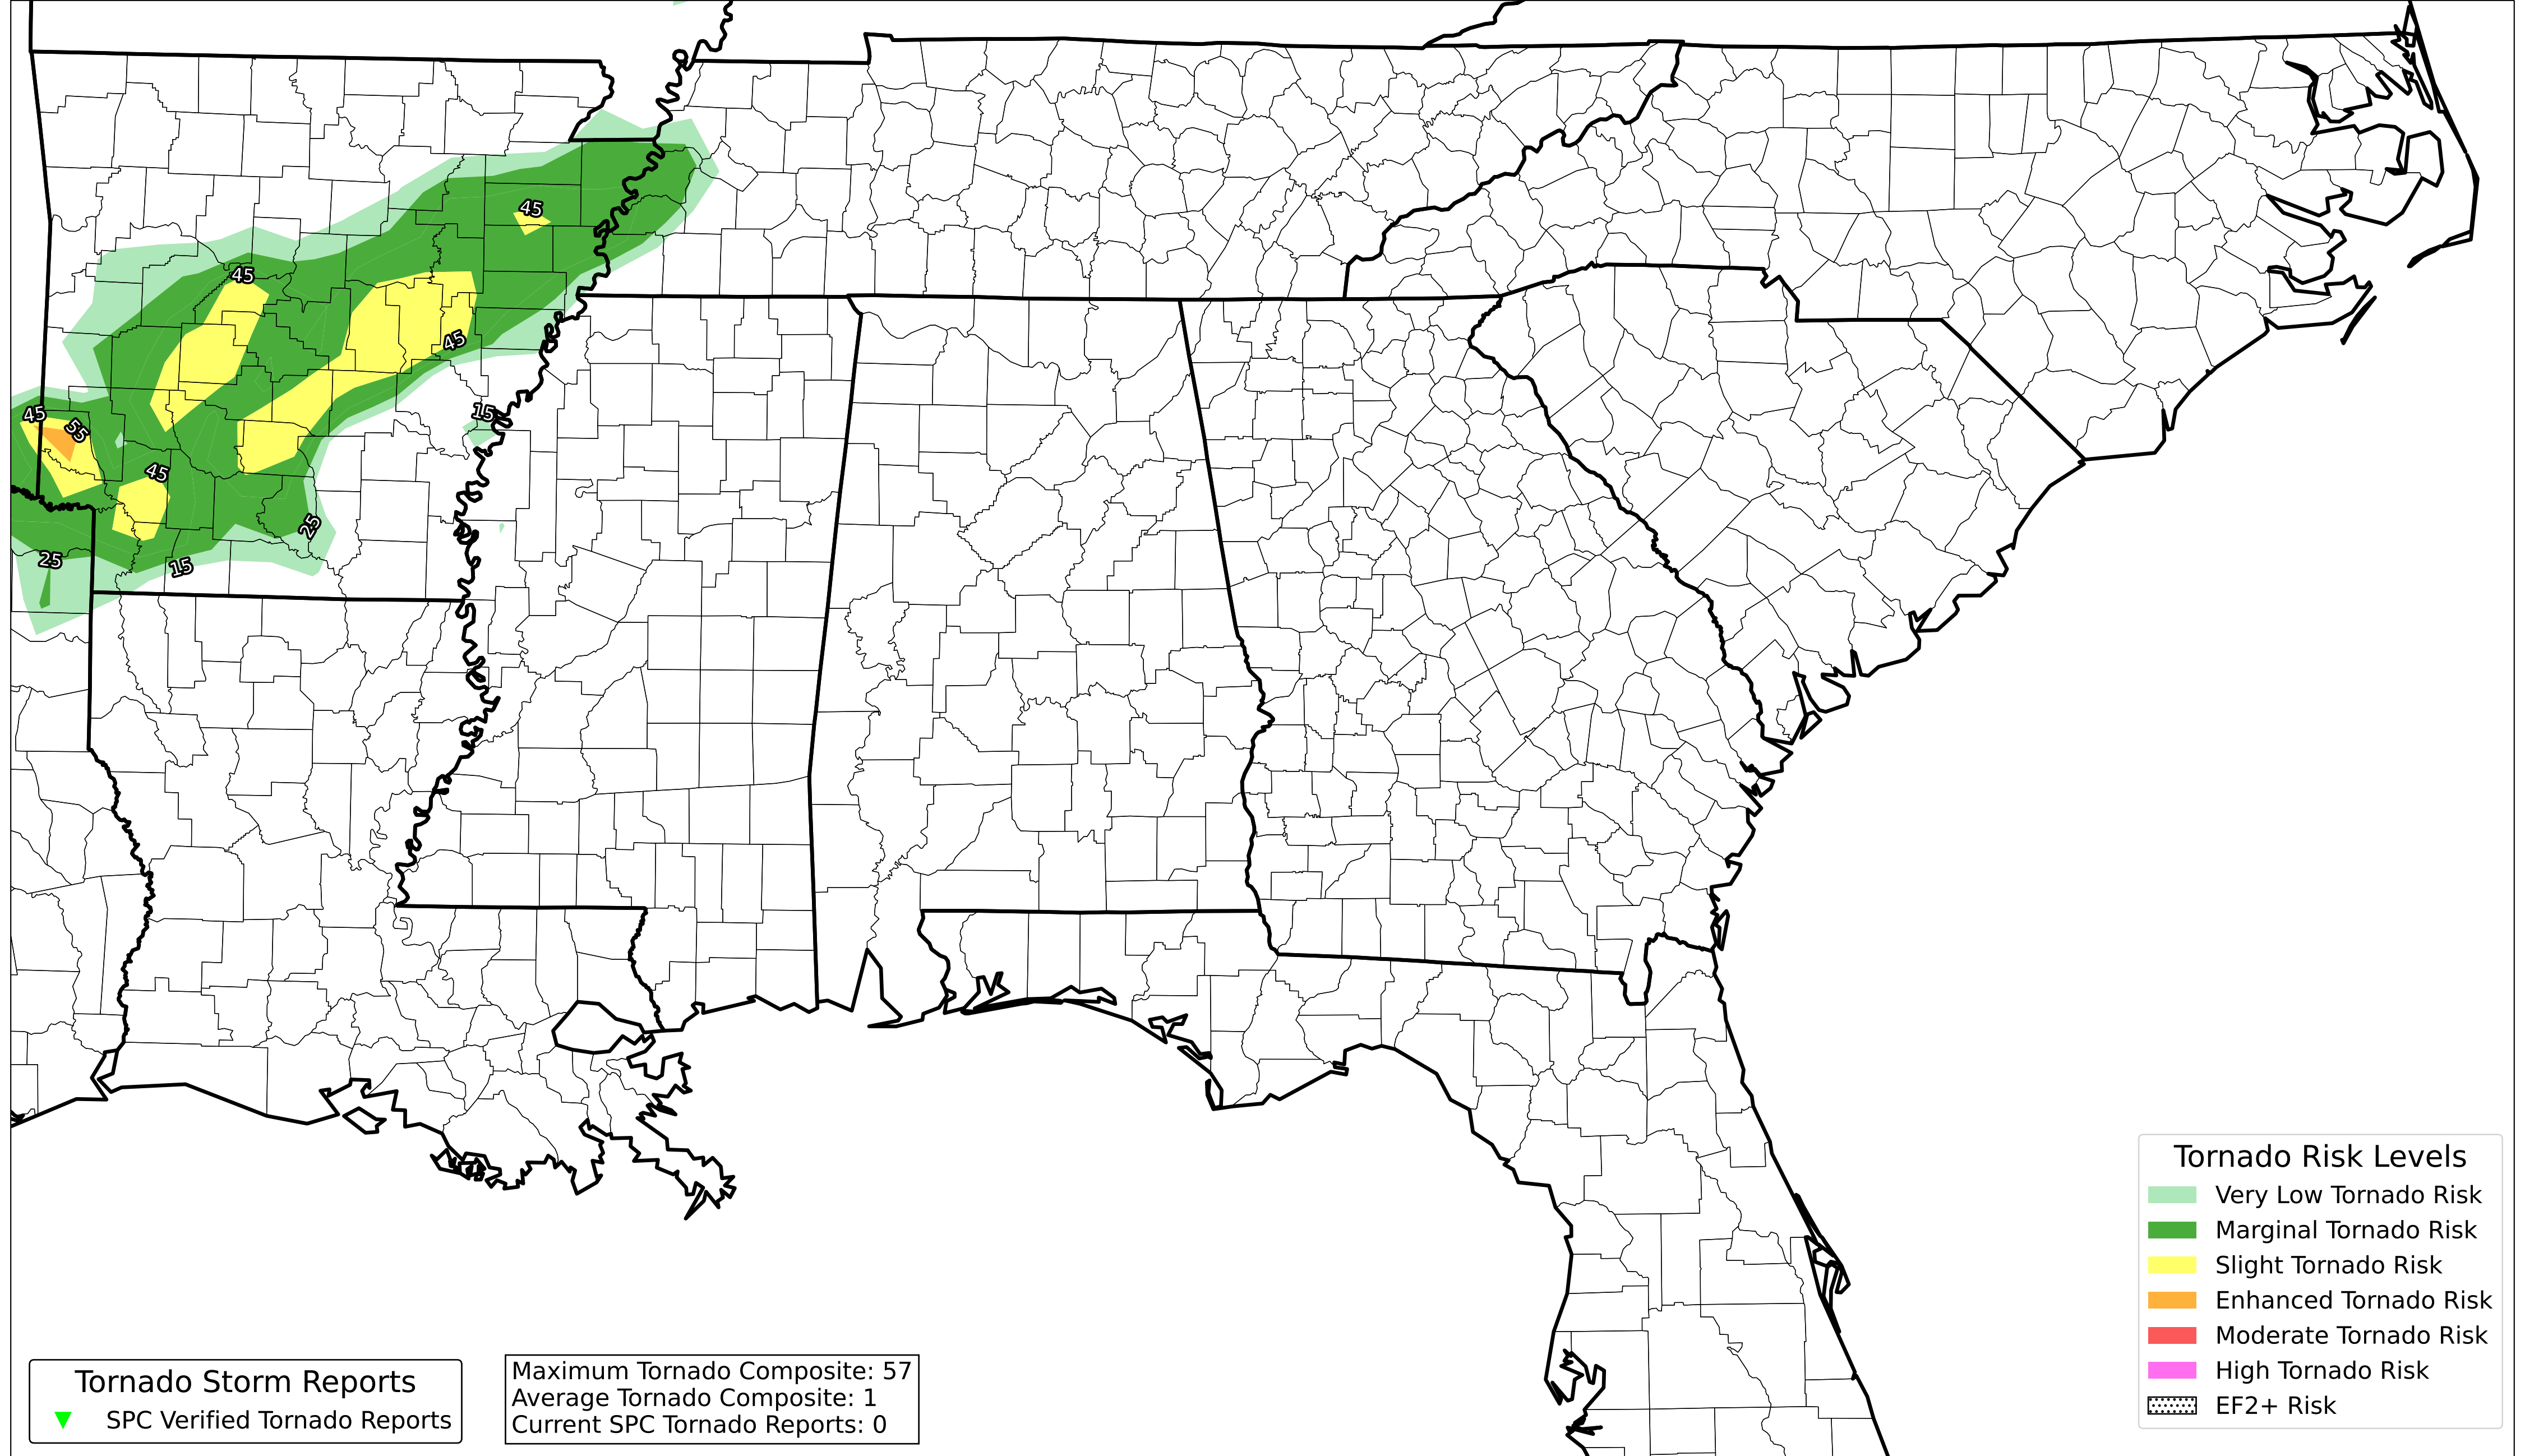 45
45
45
15
45
55
45
25
25
15
Tornado Risk Levels
Very Low Tornado Risk
Marginal Tornado Risk
Slight Tornado Risk
Enhanced Tornado Risk
Moderate Tornado Risk
High Tornado Risk
EF2+ Risk
Tornado Storm Reports
SPC Verified Tornado Reports
Maximum Tornado Composite: 57
Average Tornado Composite: 1
Current SPC Tornado Reports: 0